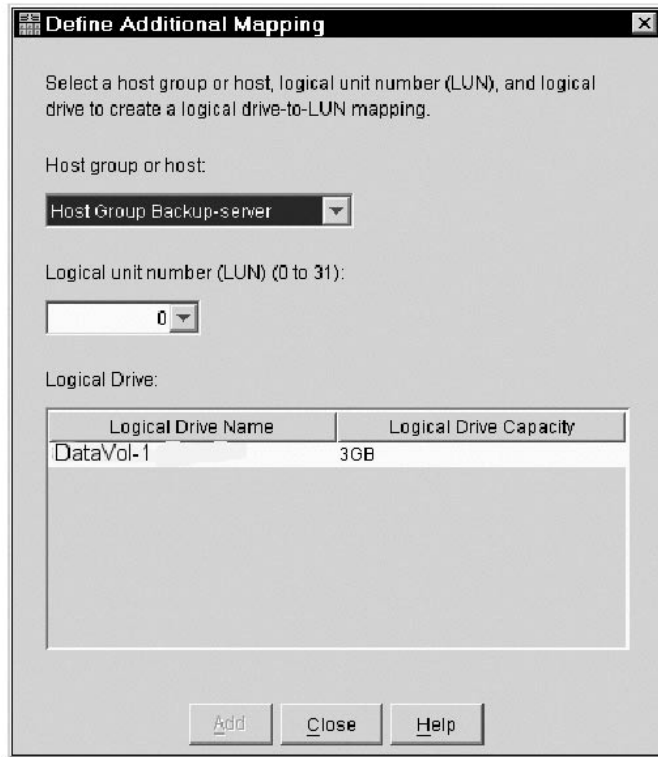 Define Additional Mapping
Select a host group or host, logical unit number (LUN), and logical
drive to create a logical drive-to-LUN mapping.
Host group or host:
Host Group Backup-server
Logical unit number (LUN) (0 to 31):
0
Logical Drive:
Logical Drive Name Logical Drive Capacity
DataVol-1 3GB
Add Close Help